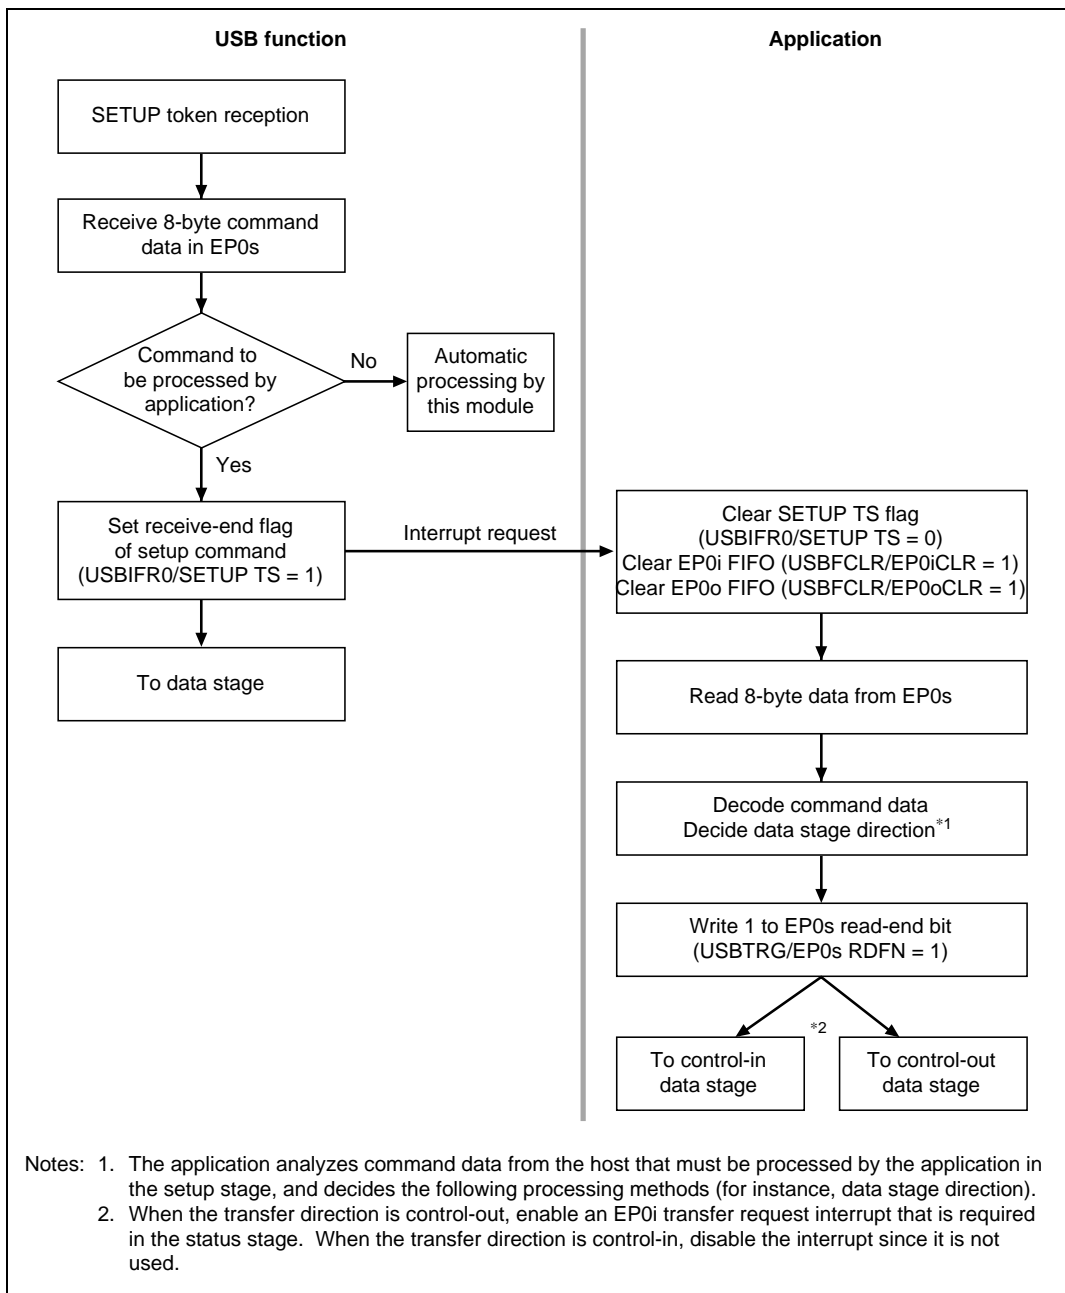 USB function
Application
SETUP token reception
Receive 8-byte command
data in EP0s
Command to
be processed by
application?
No
Automatic
processing by
this module
Yes
Set receive-end flag
of setup command
(USBIFR0/SETUP TS = 1)
Interrupt request
To data stage
Clear SETUP TS flag
(USBIFR0/SETUP TS = 0)
Clear EP0i FIFO (USBFCLR/EP0iCLR = 1)
Clear EP0o FIFO (USBFCLR/EP0oCLR = 1)
Read 8-byte data from EP0s
Decode command data
Decide data stage direction*1
Write 1 to EP0s read-end bit
(USBTRG/EP0s RDFN = 1)
*2
To control-in
data stage
To control-out
data stage
Notes: 1. The application analyzes command data from the host that must be processed by the application in
the setup stage, and decides the following processing methods (for instance, data stage direction).
2. When the transfer direction is control-out, enable an EP0i transfer request interrupt that is required
in the status stage. When the transfer direction is control-in, disable the interrupt since it is not
used.